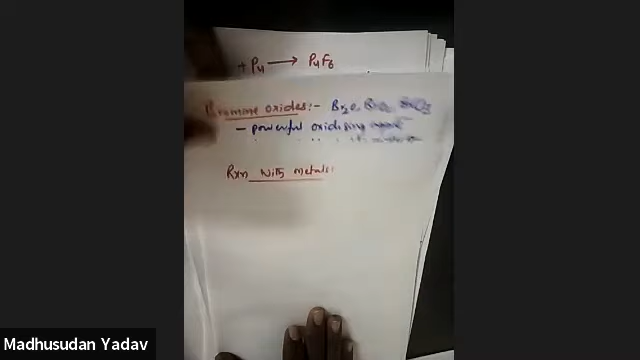 + Pu → PuF6
Bromine oxides:- Br2O, BrO2, BrO3
- powerful oxidising agent
Rxn with metals:
Madhusudan Yadav